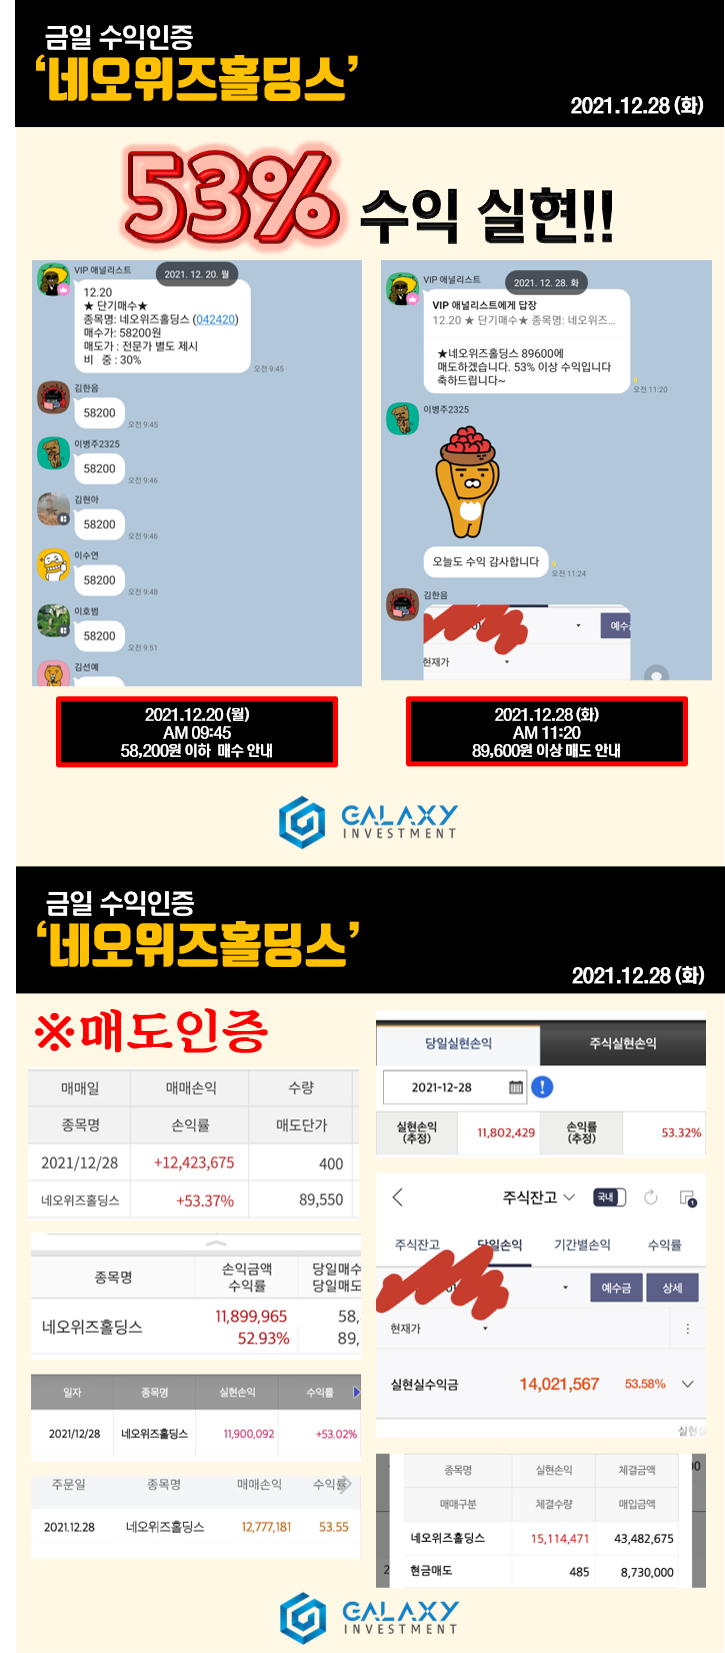 금일 수익인증
‘네오위즈홀딩스’
2021.12.28 (화)
53% 수익 실현!!
VIP 애널리스트
2021. 12. 20. 월
12.20
★ 단기매수★
종목명: 네오위즈홀딩스 (042420)
매수가: 58200원
매도가 : 전문가 별도 제시
비 중 : 30%
오전 9:45
김한음
58200
오전 9:45
이병주2325
58200
오전 9:46
김현아
58200
오전 9:46
이수연
58200
오전 9:48
이호범
58200
오전 9:51
김선예
2021.12.20 (월)
AM 09:45
58,200원 이하 매수 안내
VIP 애널리스트
2021. 12. 28. 화
VIP 애널리스트에게 답장
12.20 ★ 단기매수★ 종목명: 네오위즈...
★네오위즈홀딩스 89600에
매도하겠습니다. 53% 이상 수익입니다
축하드립니다~
오전 11:20
이병주2325
오늘도 수익 감사합니다
오전 11:24
김한음
예수금
현재가
2021.12.28 (화)
AM 11:20
89,600원 이상 매도 안내
GALAXY
INVESTMENT
금일 수익인증
‘네오위즈홀딩스’
2021.12.28 (화)
※매도인증
매매일 매매손익 수량
종목명 손익률 매도단가
2021/12/28 +12,423,675 400
네오위즈홀딩스 +53.37% 89,550
종목명 손익금액 당일매수
수익률 당일매도
네오위즈홀딩스 11,899,965 58,
52.93% 89,
일자 종목명 실현손익 수익률
2021/12/28 네오위즈홀딩스 11,900,092 +53.02%
주문일 종목명 매매손익 수익률
2021.12.28 네오위즈홀딩스 12,777,181 53.55
당일실현손익 주식실현손익
2021-12-28
실현손익 11,802,429 손익률 53.32%
(추정) (추정)
주식잔고 국내
주식잔고 당일손익 기간별손익 수익률
예수금 상세
현재가
실현실수익금 14,021,567 53.58%
실현실
종목명 실현손익 체결금액
매매구분 체결수량 매입금액
네오위즈홀딩스 15,114,471 43,482,675
현금매도 485 8,730,000
GALAXY
INVESTMENT